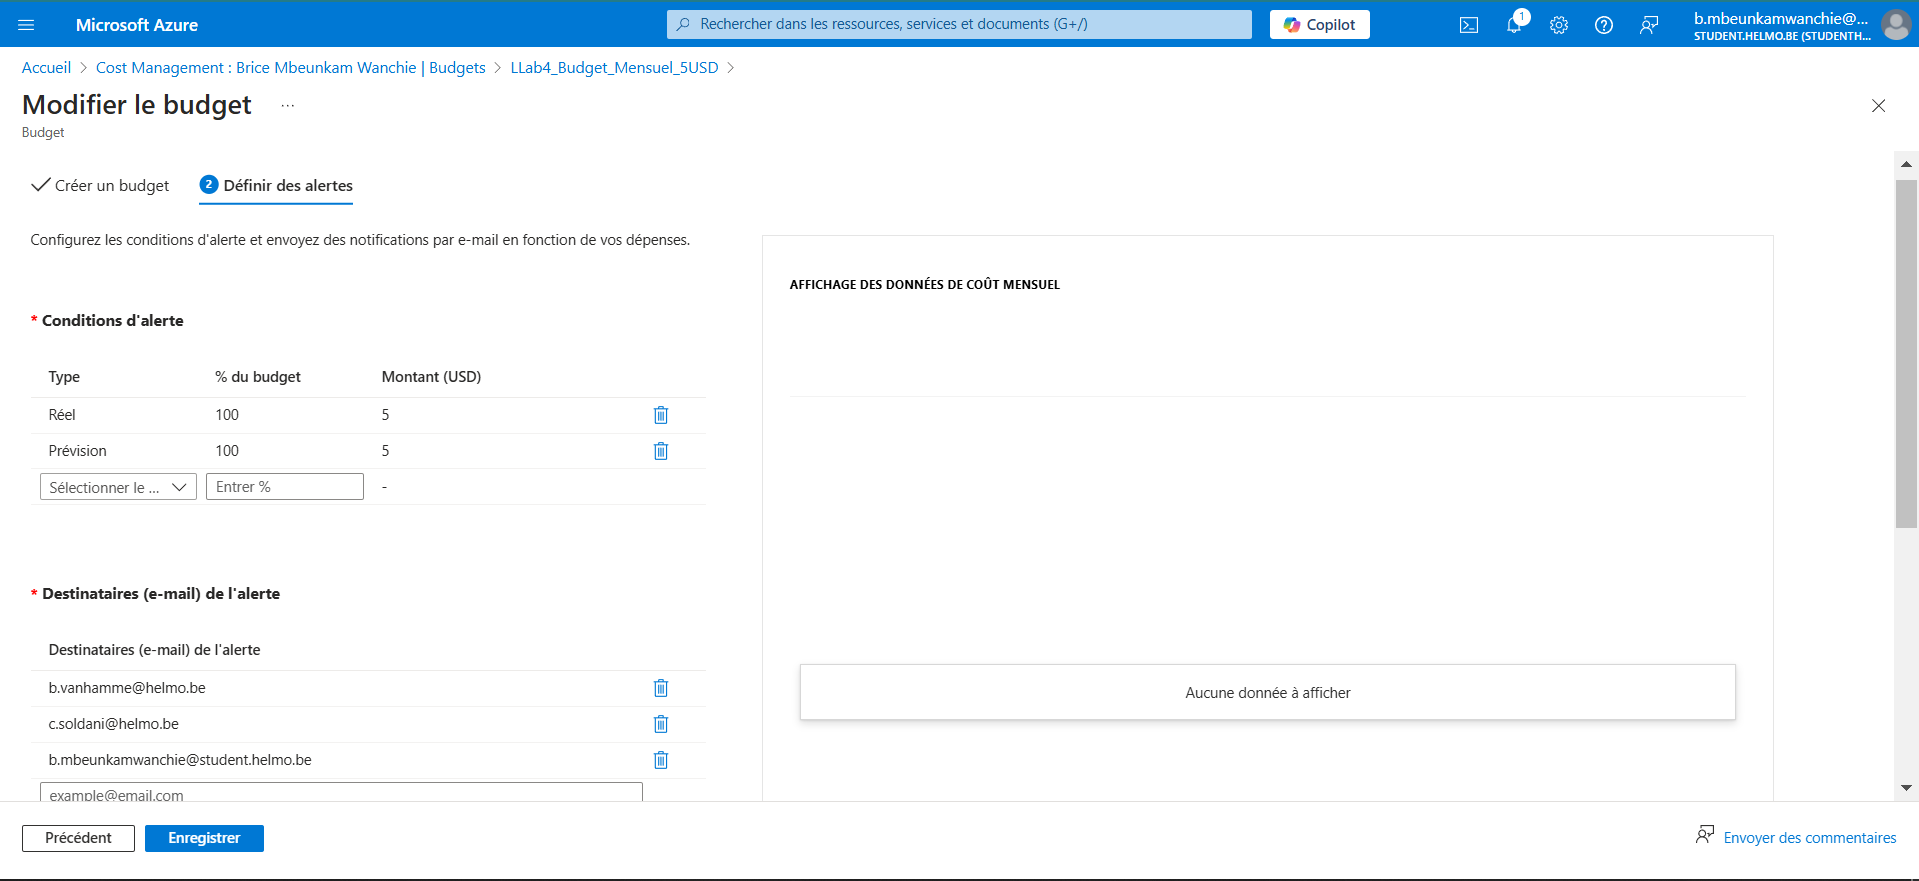 Microsoft Azure
Rechercher dans les ressources, services et documents (G+/)
Copilot
1
b.mbeunkamwanchie@...
STUDENT.HELMO.BE (STUDENTH...
Accueil > Cost Management : Brice Mbeunkam Wanchie | Budgets > LLab4_Budget_Mensuel_5USD >
Modifier le budget ...
Budget
Créer un budget
2 Définir des alertes
Configurez les conditions d'alerte et envoyez des notifications par e-mail en fonction de vos dépenses.
* Conditions d'alerte
Type % du budget Montant (USD)
Réel 100 5
Prévision 100 5
Sélectionner le ... Entrer % -
* Destinataires (e-mail) de l'alerte
Destinataires (e-mail) de l'alerte
b.vanhamme@helmo.be
c.soldani@helmo.be
b.mbeunkamwanchie@student.helmo.be
example@email.com
AFFICHAGE DES DONNÉES DE COÛT MENSUEL
Aucune donnée à afficher
Précédent
Enregistrer
Envoyer des commentaires